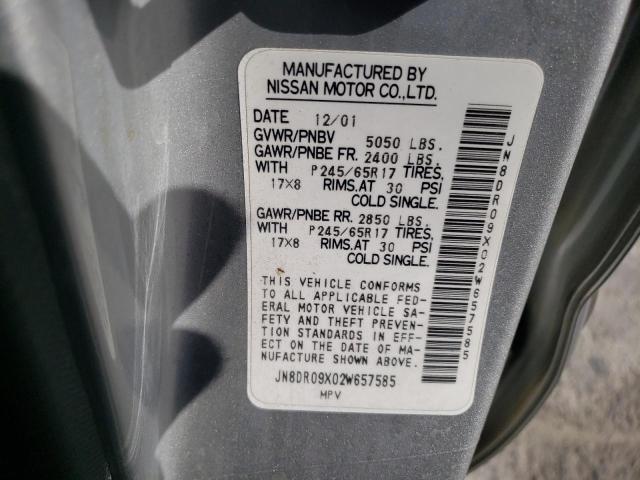 MANUFACTURED BY
NISSAN MOTOR CO.,LTD.
DATE 12/01
GVWR/PNBV 5050 LBS.
GAWR/PNBE FR. 2400 LBS.
WITH P245/65R17 TIRES,
17X8 RIMS.AT 30 PSI
COLD SINGLE.
GAWR/PNBE RR. 2850 LBS.
WITH P245/65R17 TIRES,
17X8 RIMS.AT 30 PSI
COLD SINGLE.
THIS VEHICLE CONFORMS
TO ALL APPLICABLE FED-
ERAL MOTOR VEHICLE SA-
FETY AND THEFT PREVEN-
TION STANDARDS IN EFF-
ECT ON THE DATE OF MA-
NUFACTURE SHOWN ABOVE.
JN8DR09X02W657585
MPV
JN8DR09X02W657585